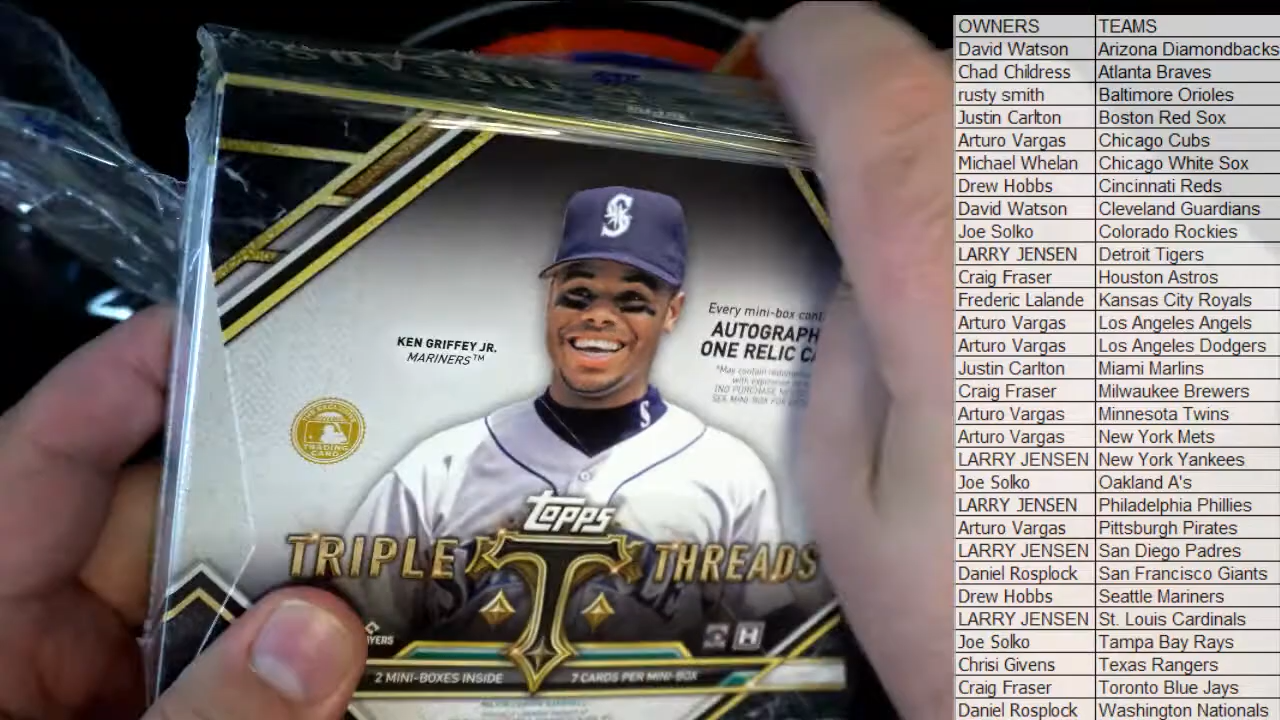 KEN GRIFFEY JR.
MARINERS™
Every mini-box
AUTOGRAPH
ONE RELIC
TRADING
CARD
S
S
topps
TRIPLE THREADS
T
H
2 MINI-BOXES INSIDE
7 CARDS PER MINI-BOX
OWNERS TEAMS
David Watson Arizona Diamondbacks
Chad Childress Atlanta Braves
rusty smith Baltimore Orioles
Justin Carlton Boston Red Sox
Arturo Vargas Chicago Cubs
Michael Whelan Chicago White Sox
Drew Hobbs Cincinnati Reds
David Watson Cleveland Guardians
Joe Solko Colorado Rockies
LARRY JENSEN Detroit Tigers
Craig Fraser Houston Astros
Frederic Lalande Kansas City Royals
Arturo Vargas Los Angeles Angels
Arturo Vargas Los Angeles Dodgers
Justin Carlton Miami Marlins
Craig Fraser Milwaukee Brewers
Arturo Vargas Minnesota Twins
Arturo Vargas New York Mets
LARRY JENSEN New York Yankees
Joe Solko Oakland A's
LARRY JENSEN Philadelphia Phillies
Arturo Vargas Pittsburgh Pirates
LARRY JENSEN San Diego Padres
Daniel Rosplock San Francisco Giants
Drew Hobbs Seattle Mariners
LARRY JENSEN St. Louis Cardinals
Joe Solko Tampa Bay Rays
Chrisi Givens Texas Rangers
Craig Fraser Toronto Blue Jays
Daniel Rosplock Washington Nationals